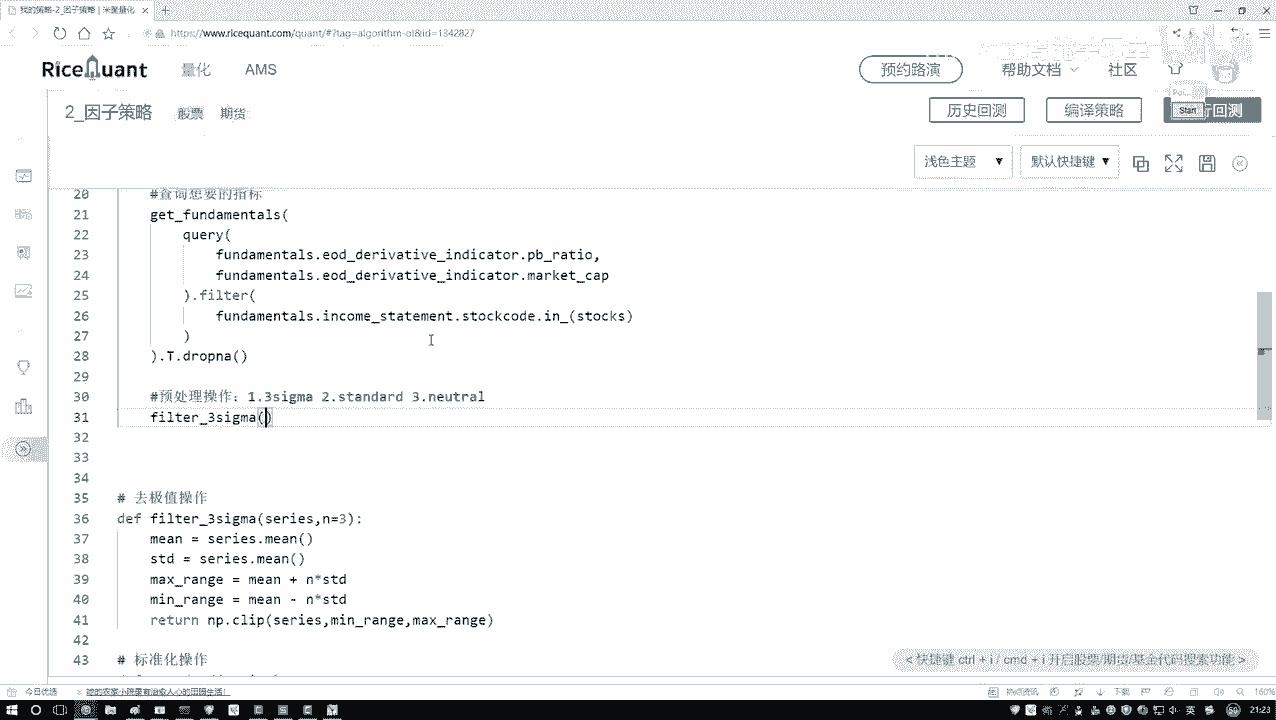 我的策略-2_因子策略 | 米筐量化
https://www.ricequant.com/quant/#?tag=algorithm-ol&id=1342827
RiceQuant 量化 AMS 预约路演 帮助文档 社区
2_因子策略 股票 期货 历史回测 编译策略 行回测
Start
浅色主题 默认快捷键
20 #查询想要的指标
21 get_fundamentals(
22 query(
23 fundamentals.eod_derivative_indicator.pb_ratio,
24 fundamentals.eod_derivative_indicator.market_cap
25 ).filter(
26 fundamentals.income_statement.stockcode.in_(stocks)
27 )
28 ).T.dropna()
29
30 #预处理操作：1.3sigma 2.standard 3.neutral
31 filter_3sigma()
32
33
34
35 # 去极值操作
36 def filter_3sigma(series,n=3):
37 mean = series.mean()
38 std = series.mean()
39 max_range = mean + n*std
40 min_range = mean - n*std
41 return np.clip(series,min_range,max_range)
42
43 # 标准化操作
< 快捷键 ctrl + i / cmd + i 开启股票/期货/基金代码搜索功能 >
今日优选
下载
160%
英
21:23